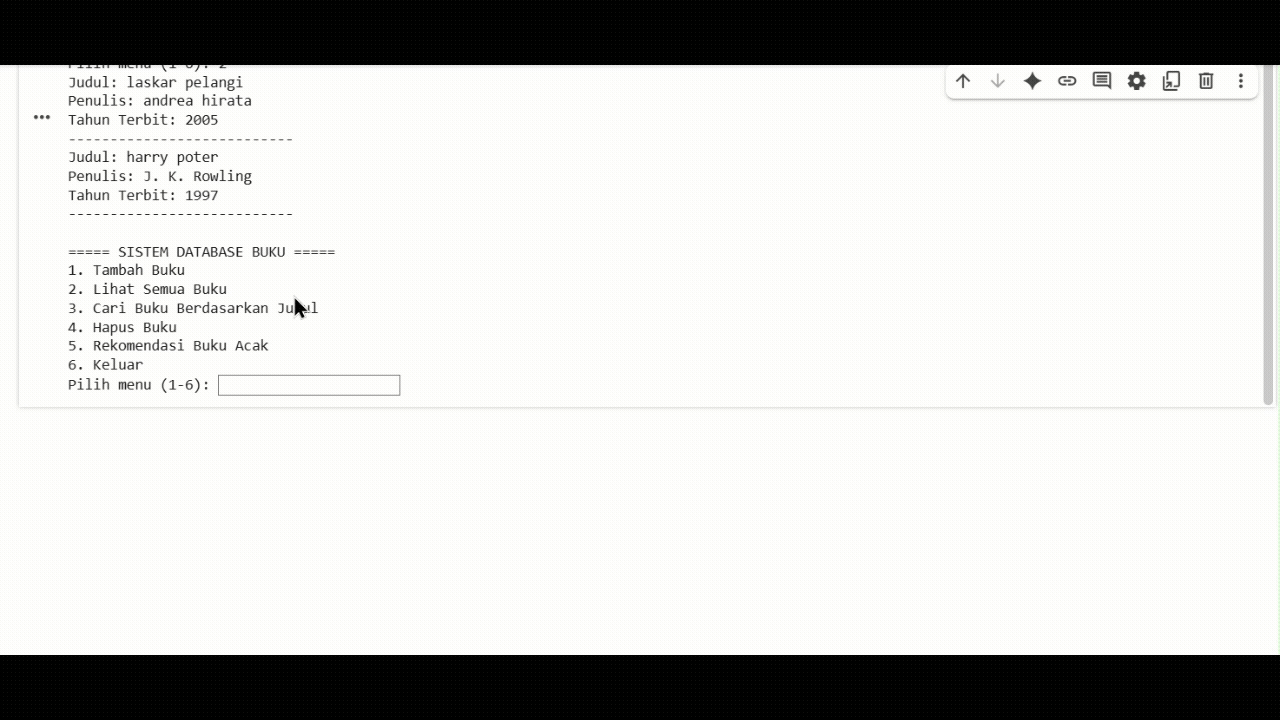 Pilih menu (1-6): 2
Judul: laskar pelangi
Penulis: andrea hirata
Tahun Terbit: 2005
---------------------------
Judul: harry poter
Penulis: J. K. Rowling
Tahun Terbit: 1997
---------------------------
===== SISTEM DATABASE BUKU =====
1. Tambah Buku
2. Lihat Semua Buku
3. Cari Buku Berdasarkan Judul
4. Hapus Buku
5. Rekomendasi Buku Acak
6. Keluar
Pilih menu (1-6):